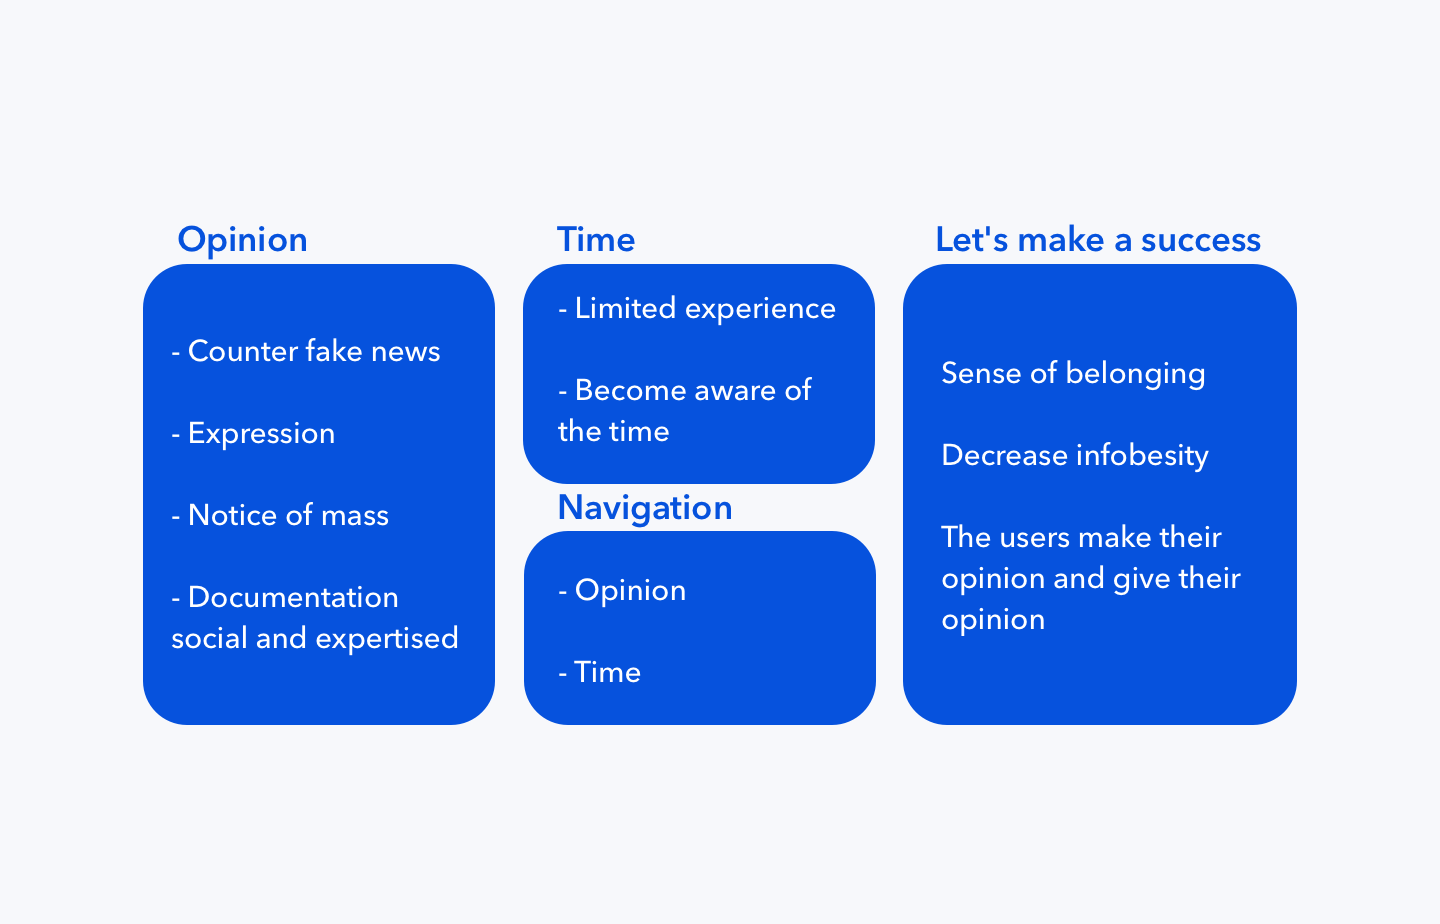 Opinion
- Counter fake news
- Expression
- Notice of mass
- Documentation
social and expertised
Time
- Limited experience
- Become aware of
the time
Navigation
- Opinion
- Time
Let's make a success
Sense of belonging
Decrease infobesity
The users make their
opinion and give their
opinion